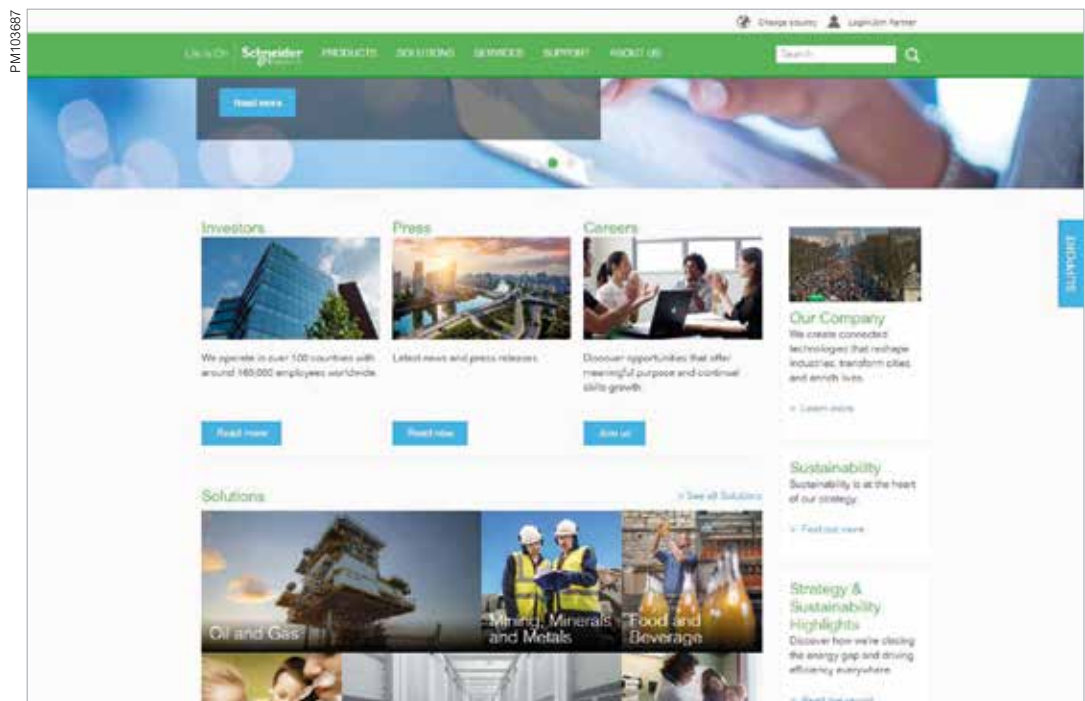 PM103687
Change country Login/Join Partner
Life Is On Schneider Electric PRODUCTS SOLUTIONS SERVICES SUPPORT ABOUT US Search
Read more
Investors
We operate in over 100 countries with
around 160,000 employees worldwide.
Read more
Press
Latest news and press releases.
Read now
Careers
Discover opportunities that offer
meaningful purpose and continual
skills growth.
Join us
SUPPORT
Our Company
We create connected
technologies that reshape
industries, transform cities,
and enrich lives.
> Learn more
Solutions
> See all Solutions
Oil and Gas
Mining, Minerals
and Metals
Food and
Beverage
Sustainability
Sustainability is at the heart
of our strategy.
> Find out more
Strategy &
Sustainability
Highlights
Discover how we're closing
the energy gap and driving
efficiency everywhere.